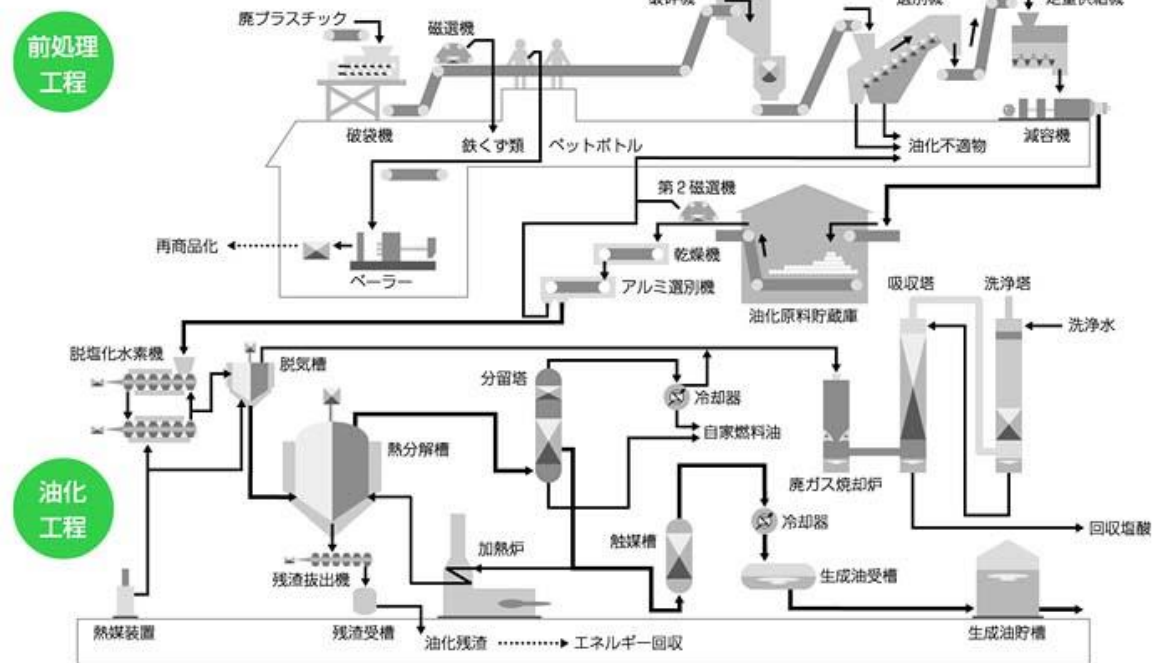 前処理
工程
廃プラスチック
磁選機
破袋機
鉄くず類
ペットボトル
油化不適物
減容機
第2磁選機
再商品化
ベーラー
乾燥機
アルミ選別機
油化原料貯蔵庫
吸収塔
洗浄塔
洗浄水
脱塩化水素機
脱気槽
分留塔
冷却器
自家燃料油
熱分解槽
廃ガス焼却炉
油化
工程
冷却器
回収塩酸
触媒槽
加熱炉
残渣抜出機
生成油受槽
熱媒装置
残渣受槽
油化残渣
エネルギー回収
生成油貯槽